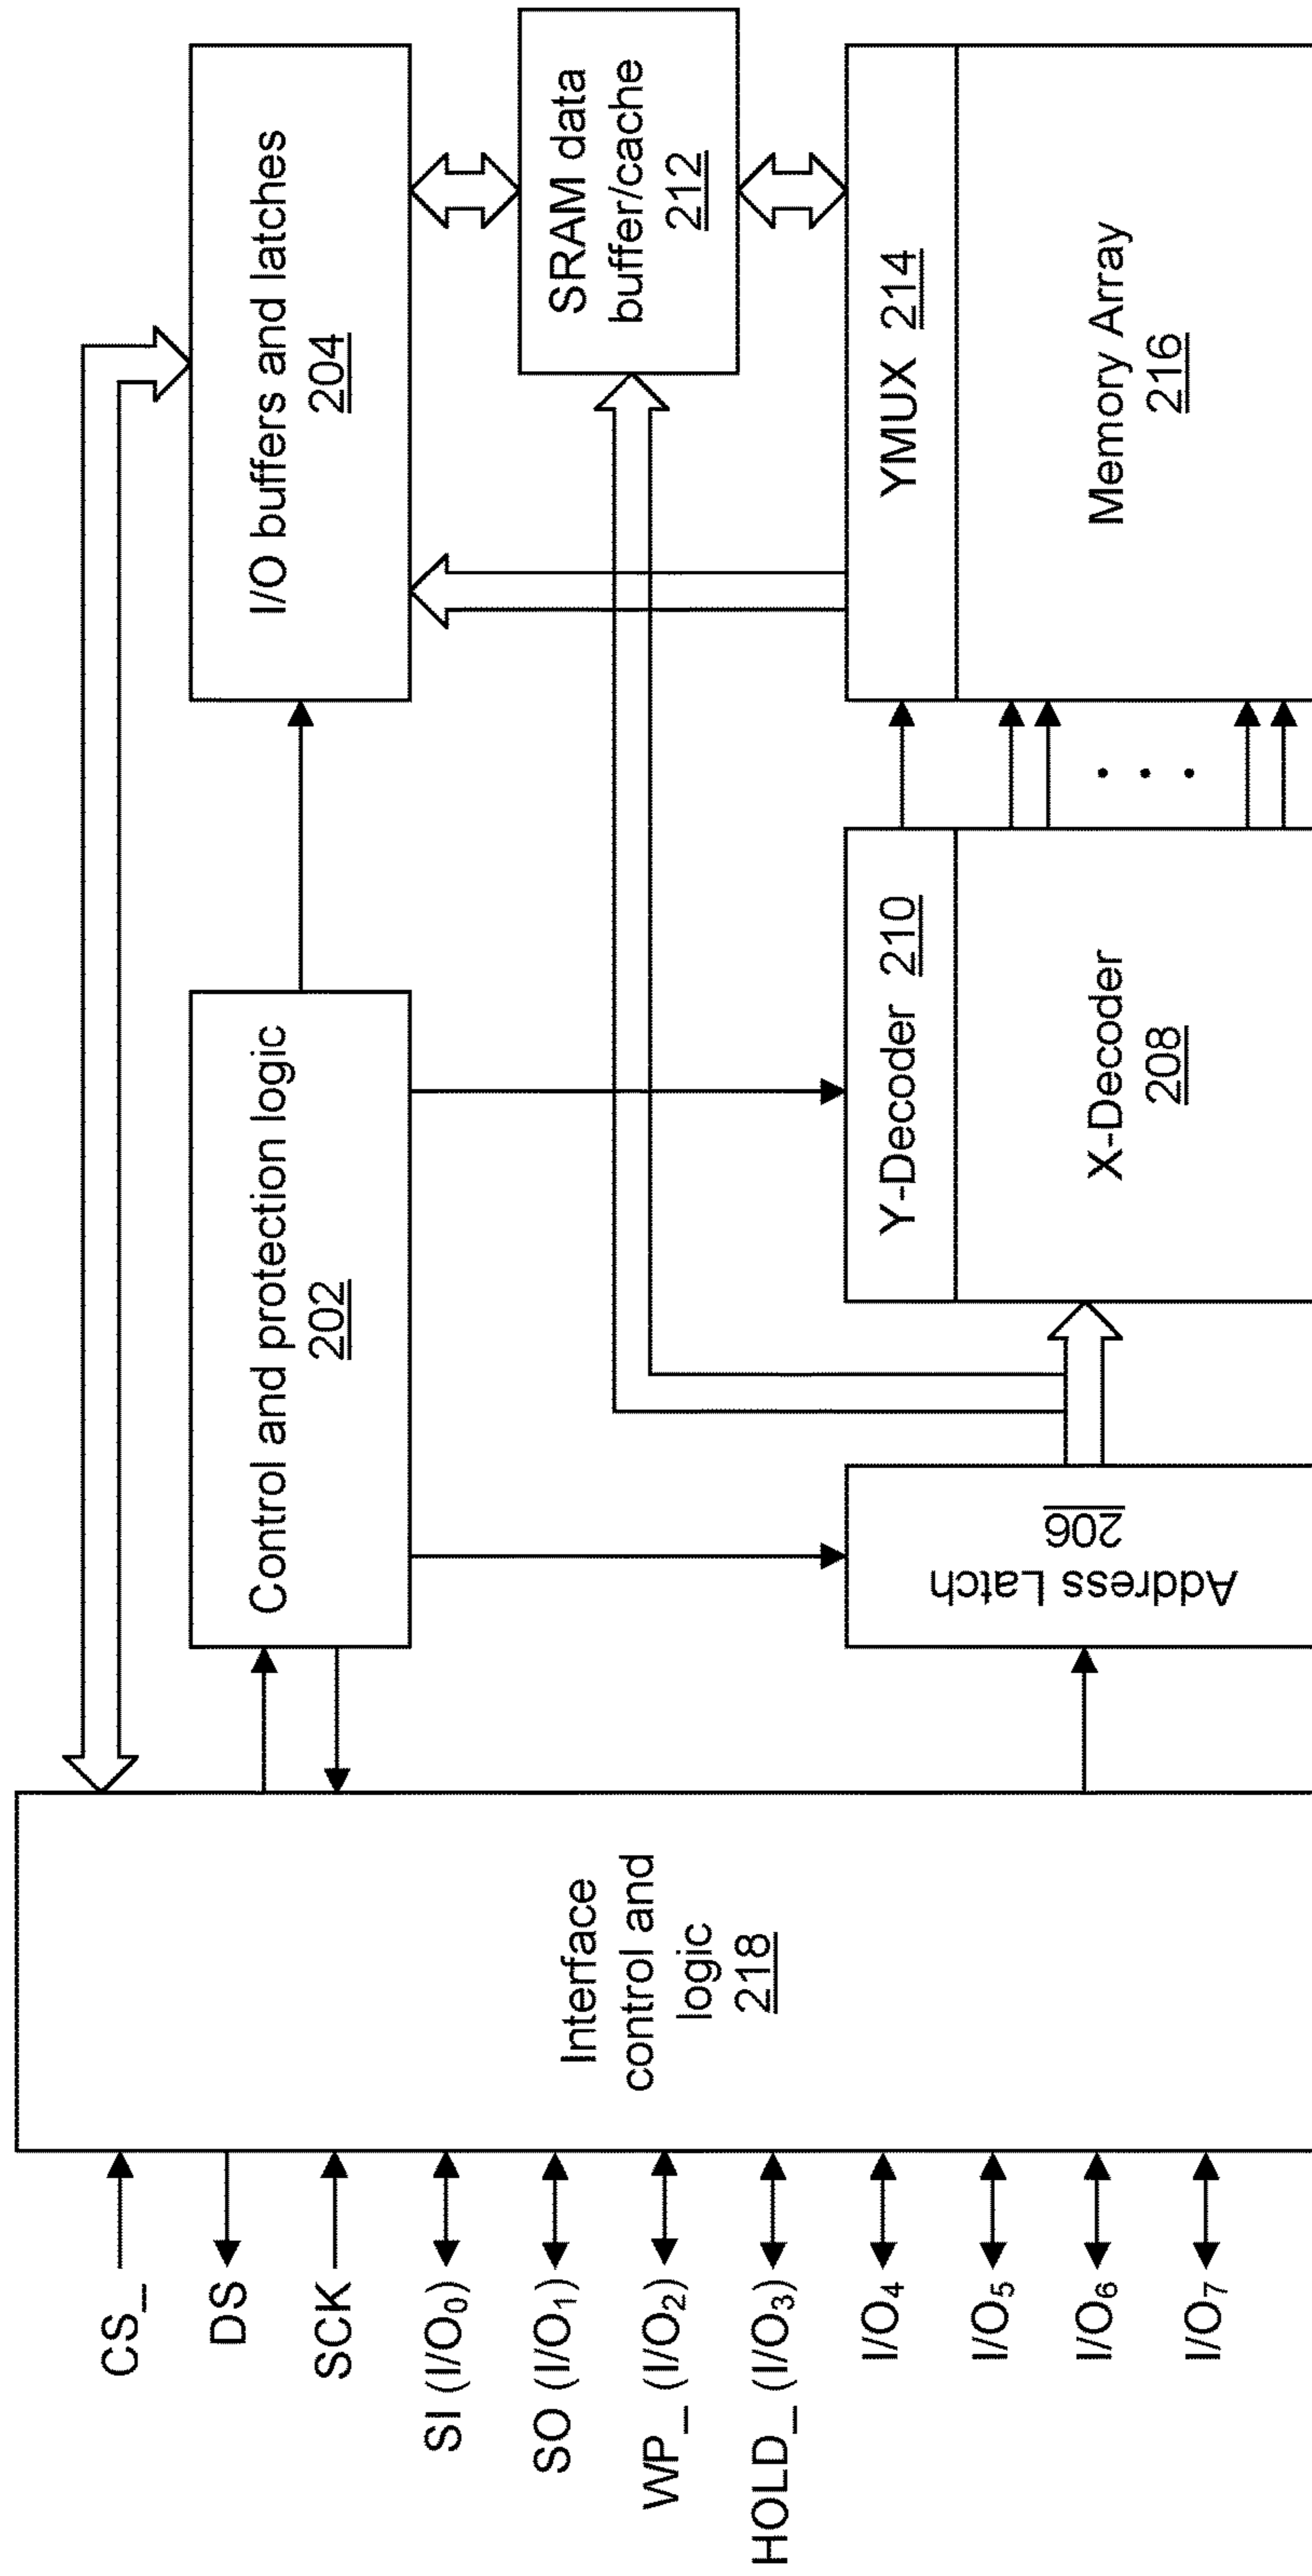 CS_
DS
SCK
SI (I/O₀)
SO (I/O₁)
WP_ (I/O₂)
HOLD_ (I/O₃)
I/O₄
I/O₅
I/O₆
I/O₇
Interface
control and
logic
218
Control and protection logic
202
I/O buffers and latches
204
SRAM data
buffer/cache
212
Address Latch
206
Y-Decoder 210
X-Decoder
208
YMUX 214
Memory Array
216
. . .